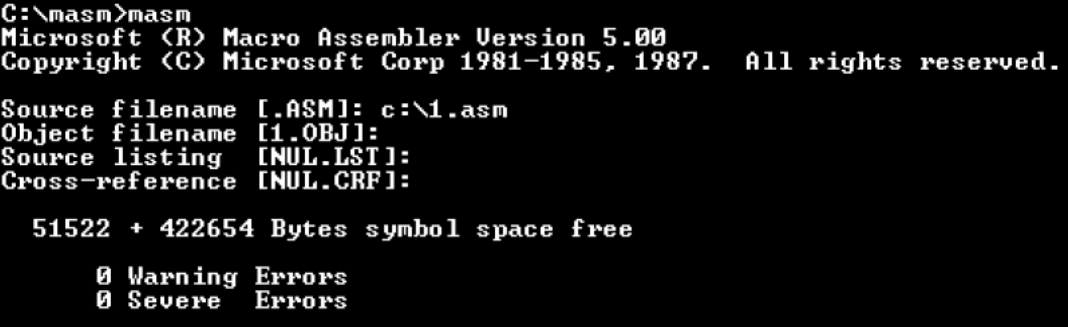 C:\masm>masm
Microsoft (R) Macro Assembler Version 5.00
Copyright (C) Microsoft Corp 1981-1985, 1987.  All rights reserved.
Source filename [.ASM]: c:\1.asm
Object filename [1.OBJ]:
Source listing  [NUL.LST]:
Cross-reference [NUL.CRF]:
51522 + 422654 Bytes symbol space free
0 Warning Errors
0 Severe  Errors